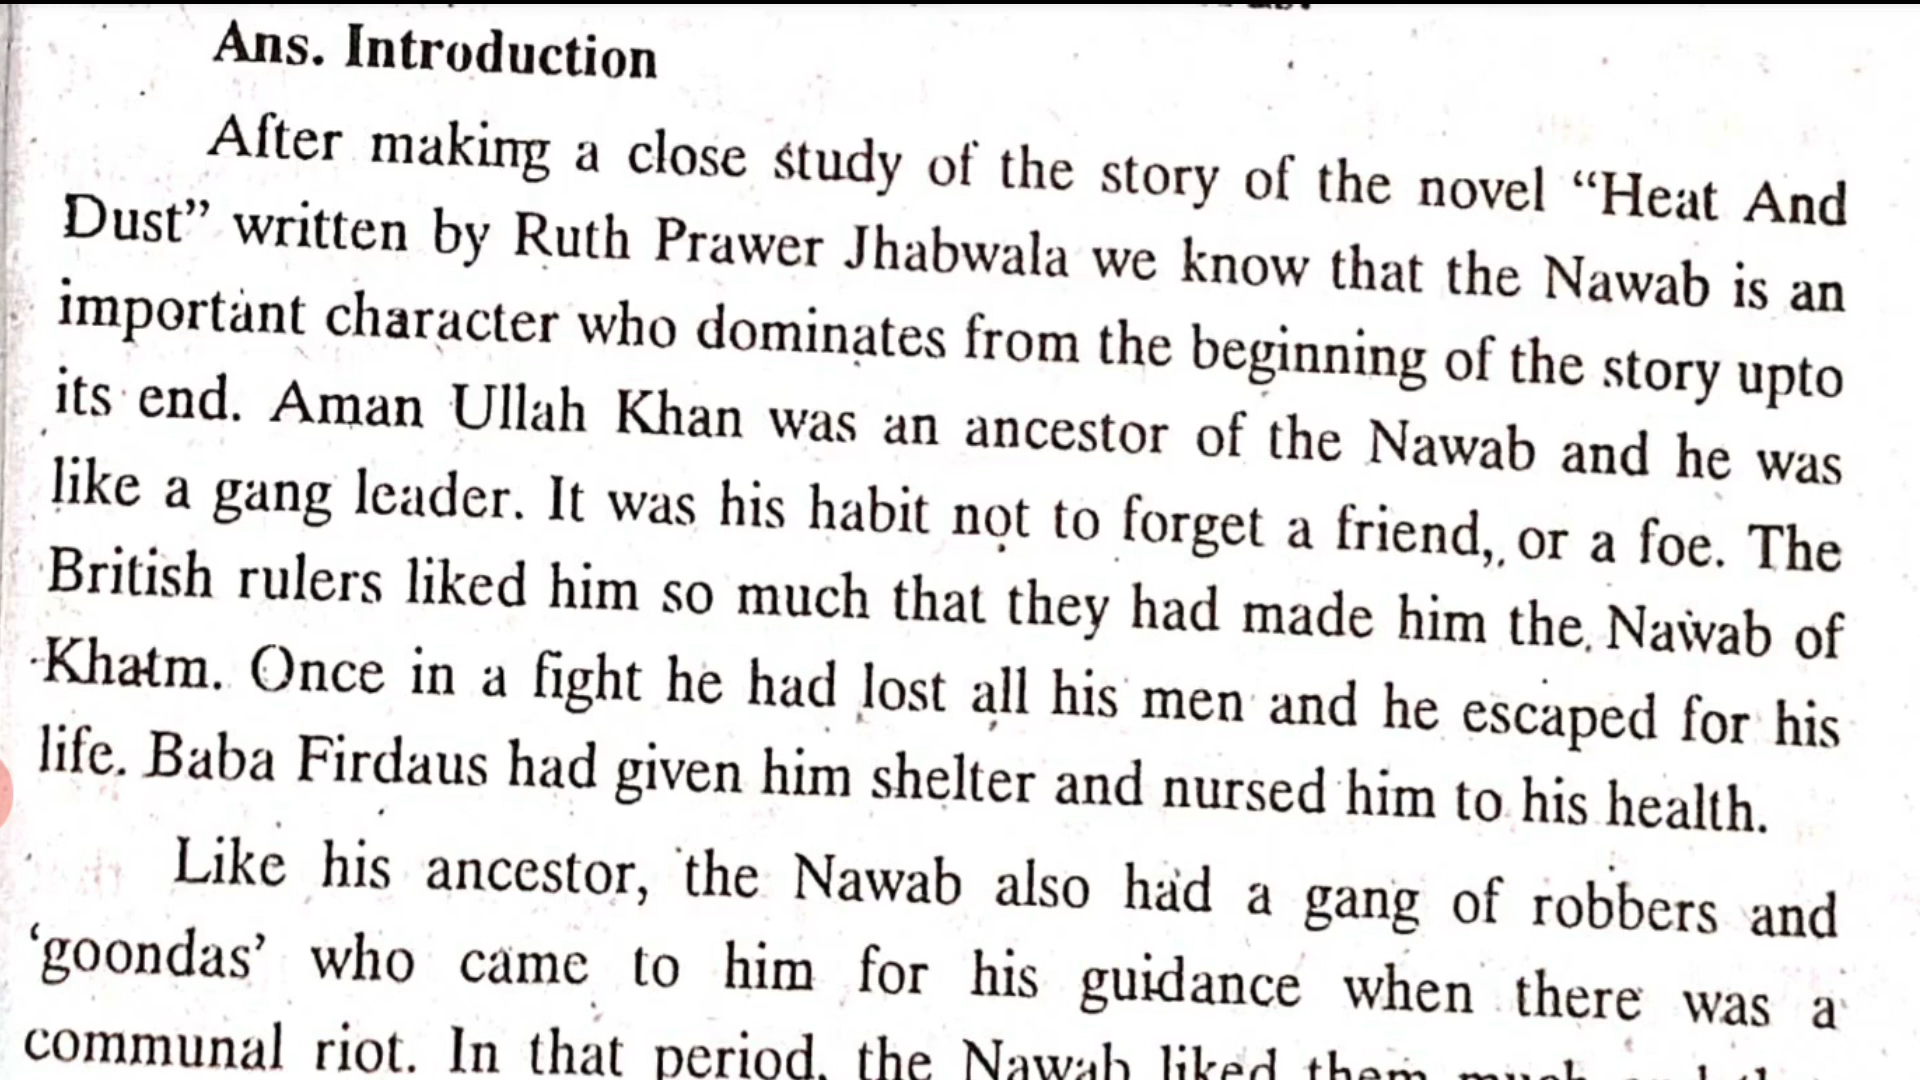 Ans. Introduction
After making a close study of the story of the novel “Heat And
Dust” written by Ruth Prawer Jhabwala we know that the Nawab is an
important character who dominates from the beginning of the story upto
its end. Aman Ullah Khan was an ancestor of the Nawab and he was
like a gang leader. It was his habit not to forget a friend, or a foe. The
British rulers liked him so much that they had made him the Nawab of
Khatm. Once in a fight he had lost all his men and he escaped for his
life. Baba Firdaus had given him shelter and nursed him to his health.
Like his ancestor, the Nawab also had a gang of robbers and
‘goondas’ who came to him for his guidance when there was a
communal riot. In that period, the Nawab liked them much and